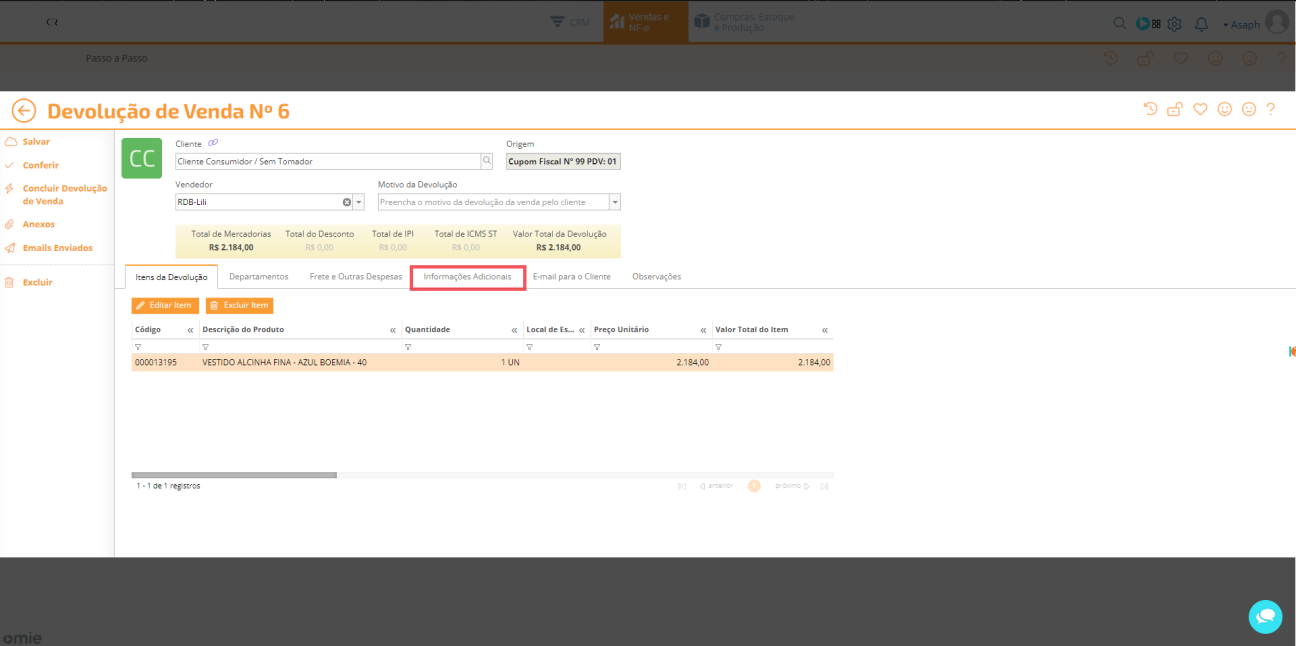 CR
CRM
Vendas e
NF-e
Compras, Estoque
e Produção
Asaph
Passo a Passo
Devolução de Venda Nº 6
Salvar
Conferir
Concluir Devolução
de Venda
Anexos
Emails Enviados
Excluir
CC
Cliente
Cliente Consumidor / Sem Tomador
Origem
Cupom Fiscal Nº 99 PDV: 01
Vendedor
RDB-Lili
Motivo da Devolução
Preencha o motivo da devolução da venda pelo cliente
Total de Mercadorias Total do Desconto Total de IPI Total de ICMS ST Valor Total da Devolução
R$ 2.184,00 R$ 0,00 R$ 0,00 R$ 0,00 R$ 2.184,00
Itens da Devolução Departamentos Frete e Outras Despesas Informações Adicionais E-mail para o Cliente Observações
Editar Item Excluir Item
Código Descrição do Produto Quantidade Local de Es... Preço Unitário Valor Total do Item
000013195 VESTIDO ALCINHA FINA - AZUL BOEMIA - 40 1 UN 2.184,00 2.184,00
1 - 1 de 1 registros anterior 1 próximo
omie